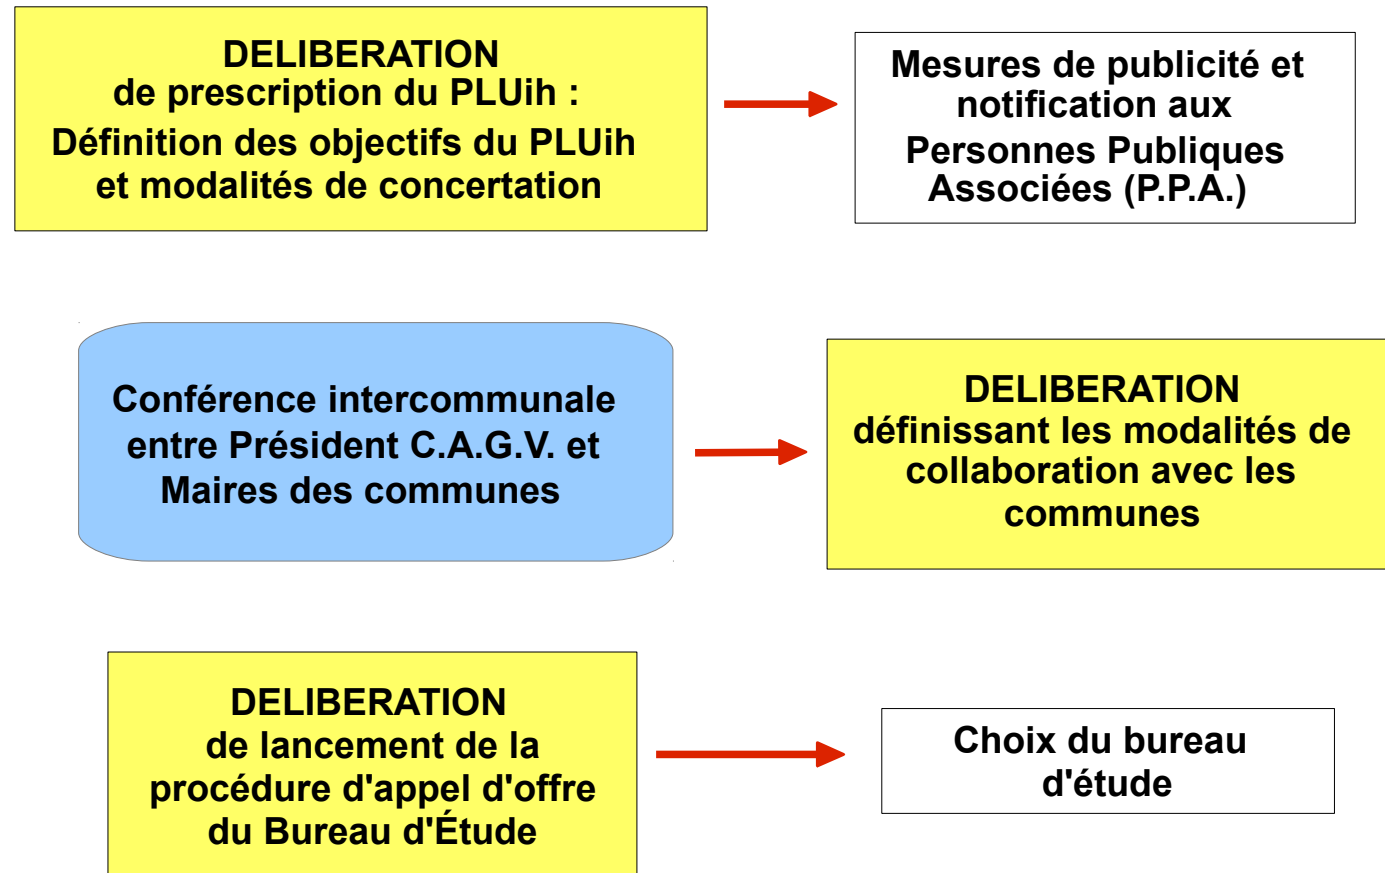 DELIBERATION
de prescription du PLUih :
Définition des objectifs du PLUih
et modalités de concertation
Mesures de publicité et
notification aux
Personnes Publiques
Associées (P.P.A.)
Conférence intercommunale
entre Président C.A.G.V. et
Maires des communes
DELIBERATION
définissant les modalités de
collaboration avec les
communes
DELIBERATION
de lancement de la
procédure d'appel d'offre
du Bureau d'Étude
Choix du bureau
d'étude